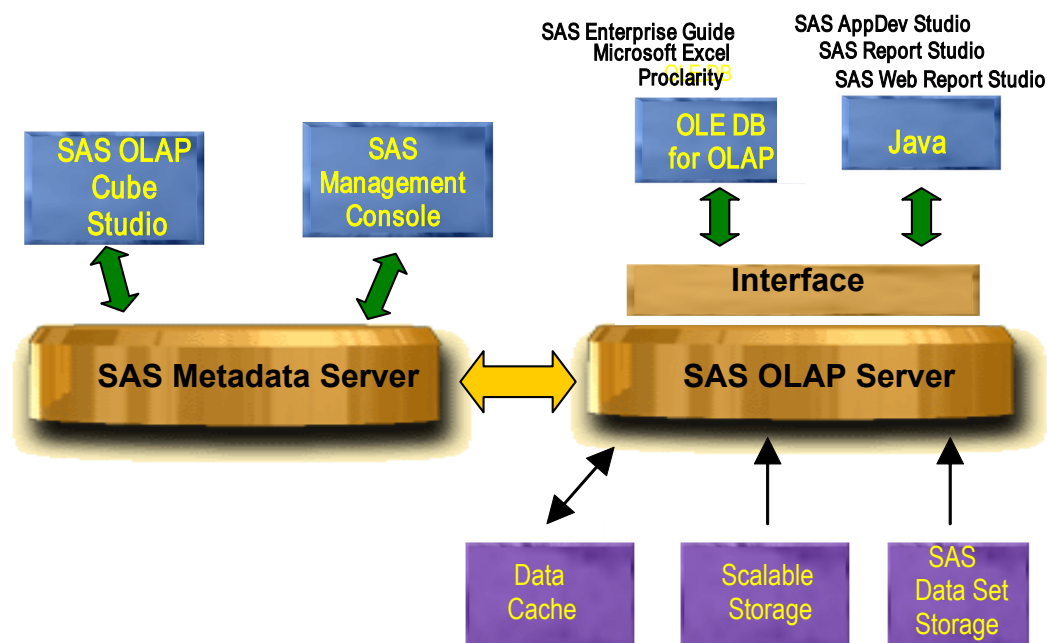 SAS Enterprise Guide
Microsoft Excel
Proclarity
OLE DB
SAS AppDev Studio
SAS Report Studio
SAS Web Report Studio
SAS OLAP
Cube
Studio
SAS
Management
Console
OLE DB
for OLAP
Java
Interface
SAS Metadata Server
SAS OLAP Server
Data
Cache
Scalable
Storage
SAS
Data Set
Storage